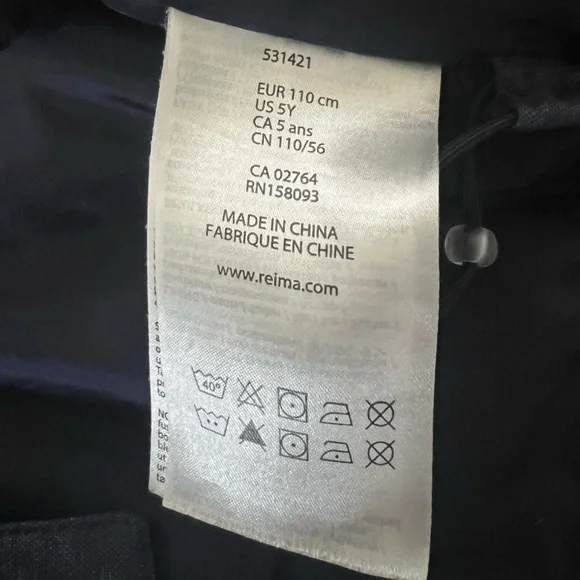 531421
EUR 110 cm
US 5Y
CA 5 ans
CN 110/56
CA 02764
RN158093
MADE IN CHINA
FABRIQUE EN CHINE
www.reima.com
40°